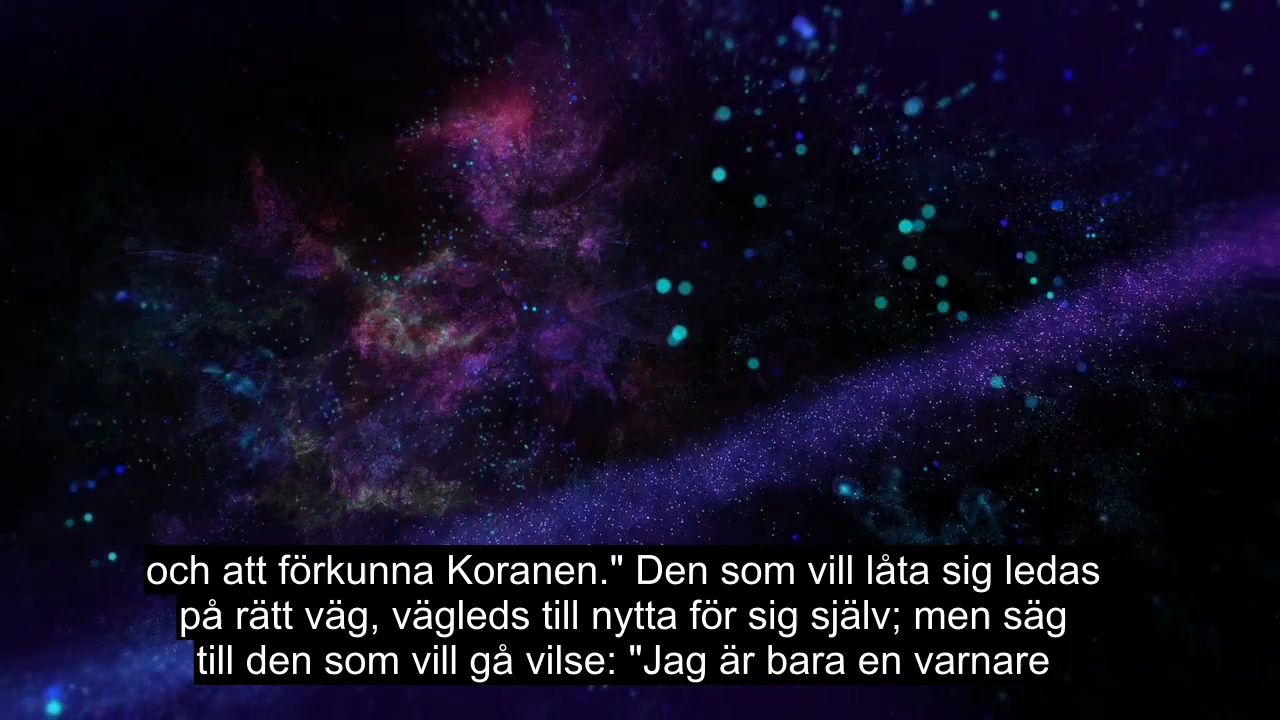 och att förkunna Koranen." Den som vill låta sig ledas
på rätt väg, vägleds till nytta för sig själv; men säg
till den som vill gå vilse: "Jag är bara en varnare